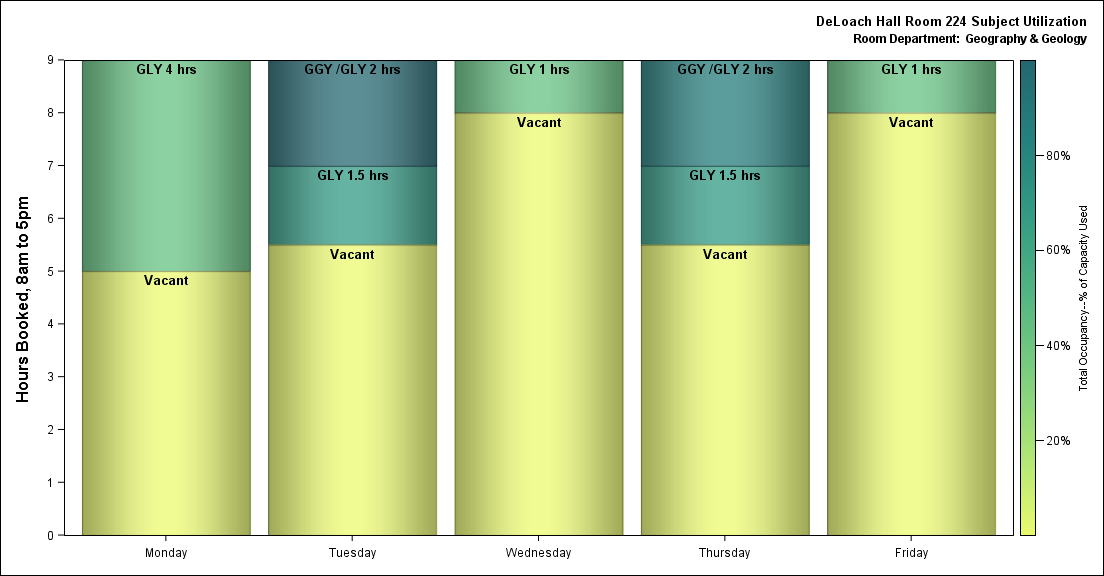 DeLoach Hall Room 224 Subject Utilization
Room Department:  Geography & Geology
Hours Booked, 8am to 5pm
9
8
7
6
5
4
3
2
1
0
GLY 4 hrs
Vacant
GGY /GLY 2 hrs
GLY 1.5 hrs
Vacant
GLY 1 hrs
Vacant
GGY /GLY 2 hrs
GLY 1.5 hrs
Vacant
GLY 1 hrs
Vacant
Monday
Tuesday
Wednesday
Thursday
Friday
80%
60%
40%
20%
Total Occupancy--% of Capacity Used